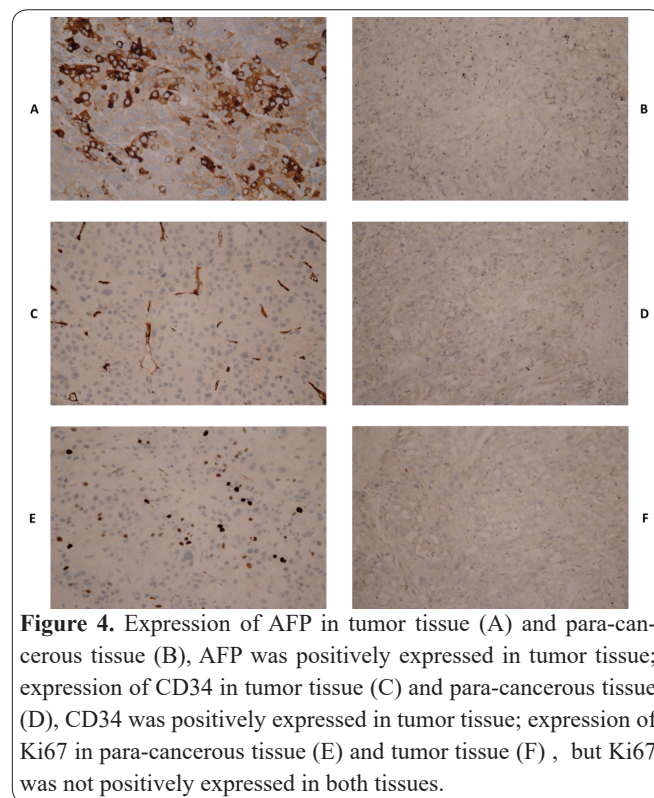 A
B
C
D
E
F
Figure 4. Expression of AFP in tumor tissue (A) and para-can-
cerous tissue (B), AFP was positively expressed in tumor tissue;
expression of CD34 in tumor tissue (C) and para-cancerous tissue
(D), CD34 was positively expressed in tumor tissue; expression of
Ki67 in para-cancerous tissue (E) and tumor tissue (F) , but Ki67
was not positively expressed in both tissues.